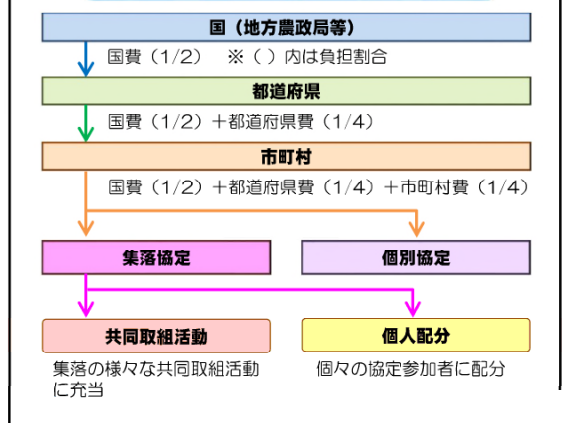 国（地方農政局等）
国費（1/2）　※（ ）内は負担割合
都道府県
国費（1/2）＋都道府県費（1/4）
市町村
国費（1/2）＋都道府県費（1/4）＋市町村費（1/4）
集落協定
個別協定
共同取組活動
個人配分
集落の様々な共同取組活動
に充当
個々の協定参加者に配分